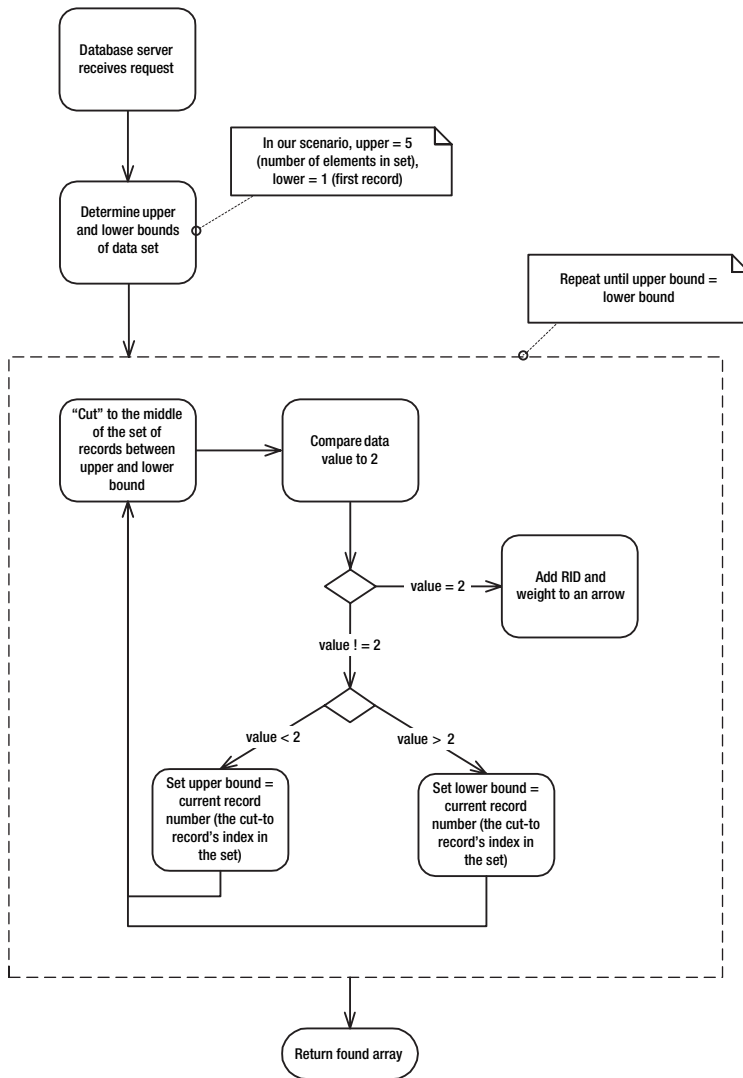 Database server
receives request
In our scenario, upper = 5
(number of elements in set),
lower = 1 (first record)
Determine upper
and lower bounds
of data set
Repeat until upper bound =
lower bound
“Cut” to the middle
of the set of
records between
upper and lower
bound
Compare data
value to 2
value = 2
Add RID and
weight to an arrow
value ! = 2
value < 2
value > 2
Set upper bound =
current record
number (the cut-to
record’s index in
the set)
Set lower bound =
current record
number (the cut-to
record’s index in
the set)
Return found array